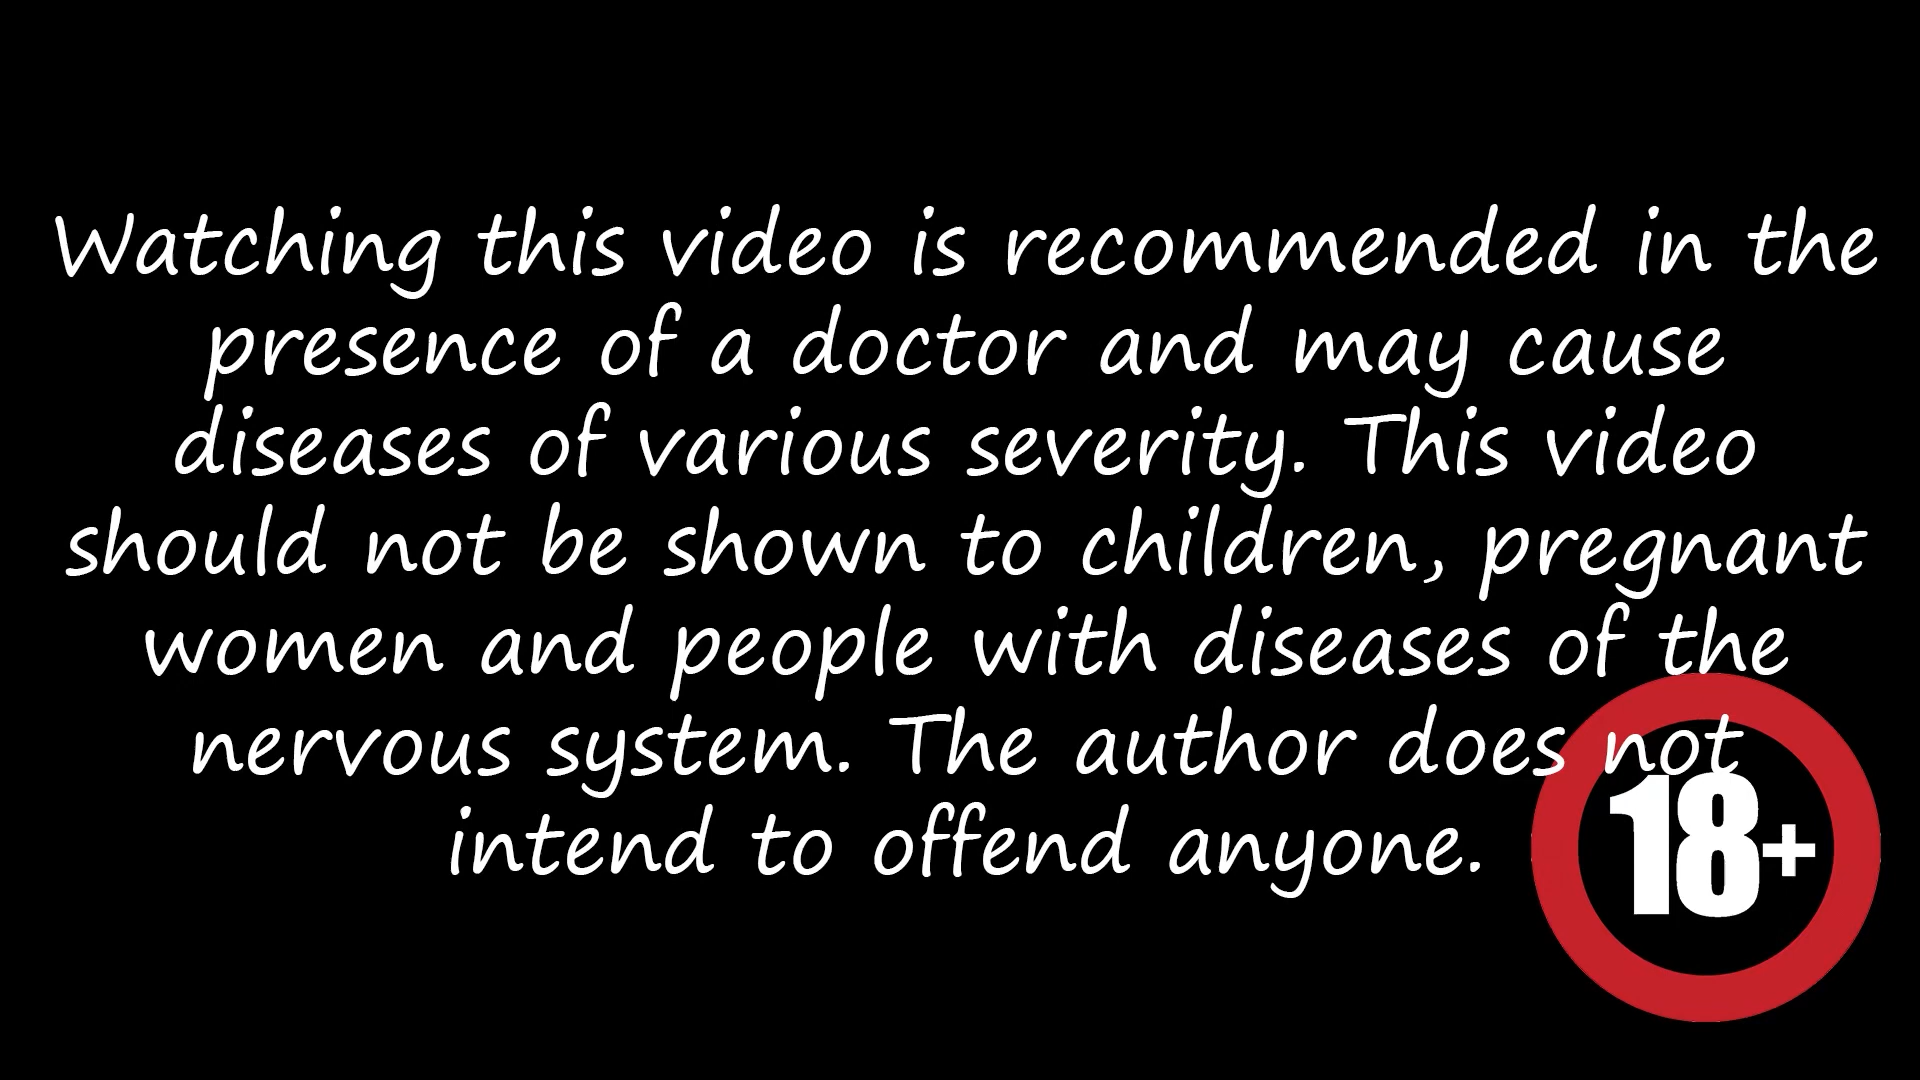 Watching this video is recommended in the
presence of a doctor and may cause
diseases of various severity. This video
should not be shown to children, pregnant
women and people with diseases of the
nervous system. The author does not
intend to offend anyone.
18+